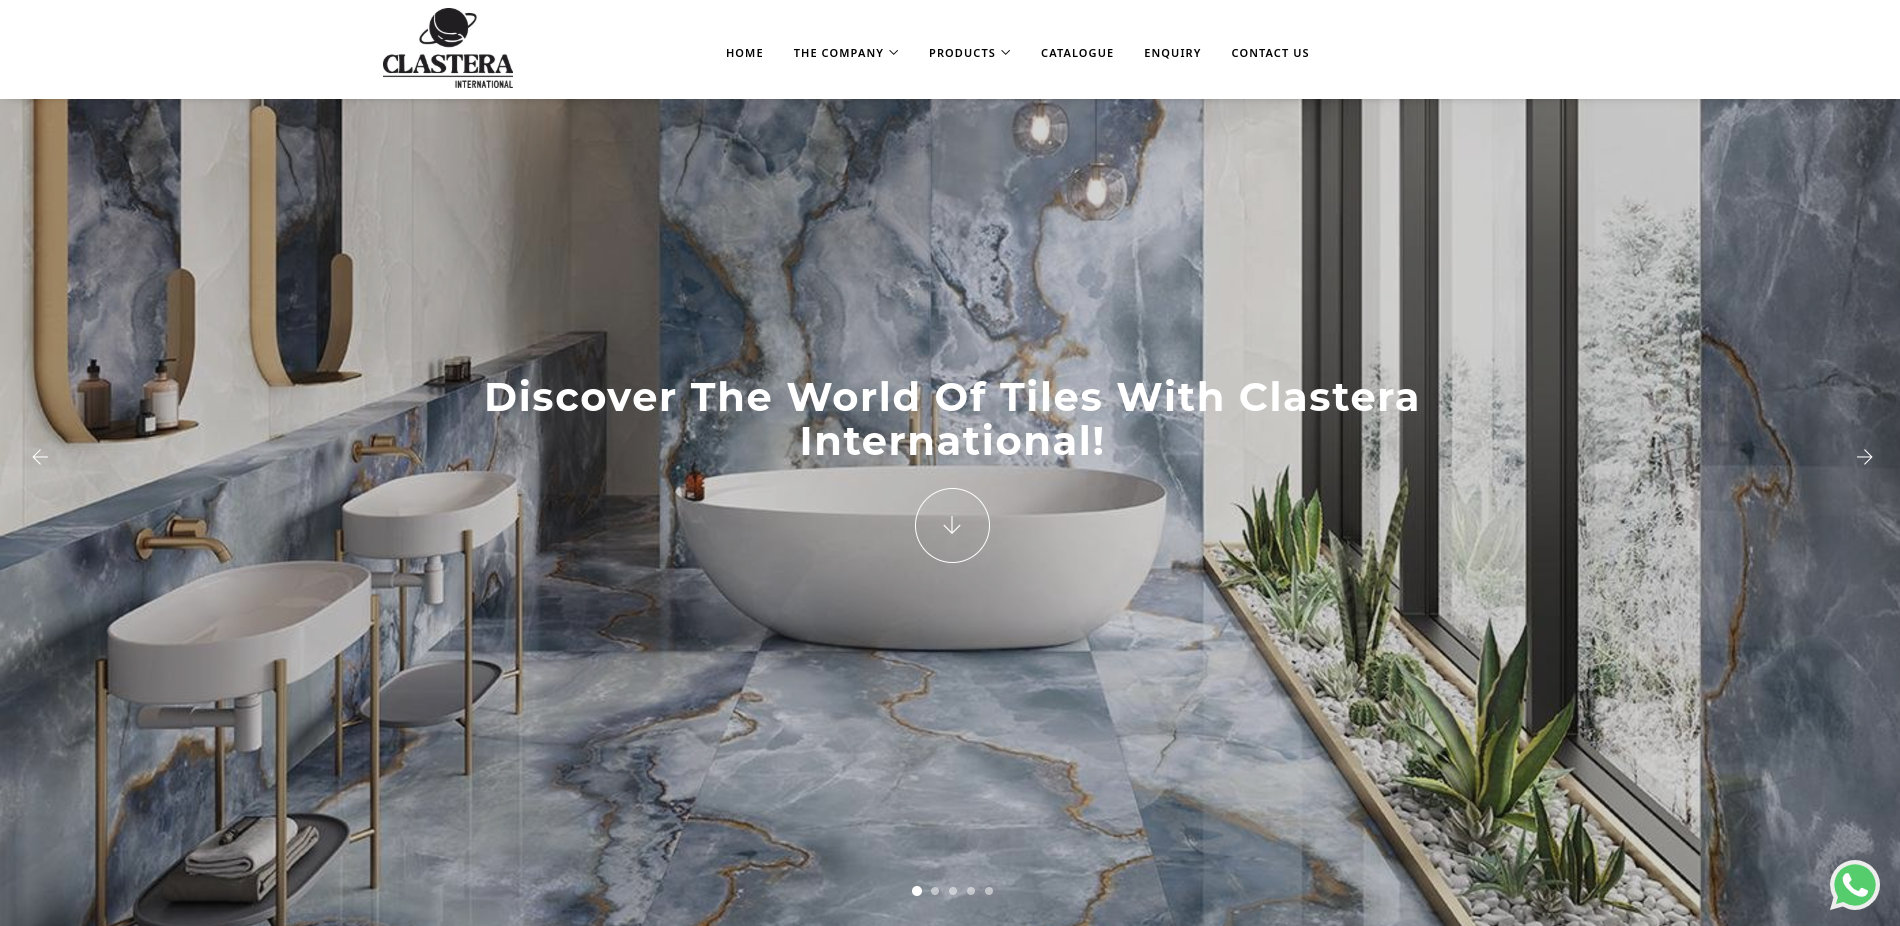 CLASTERA
INTERNATIONAL
HOME THE COMPANY PRODUCTS CATALOGUE ENQUIRY CONTACT US
Discover The World Of Tiles With Clastera
International!